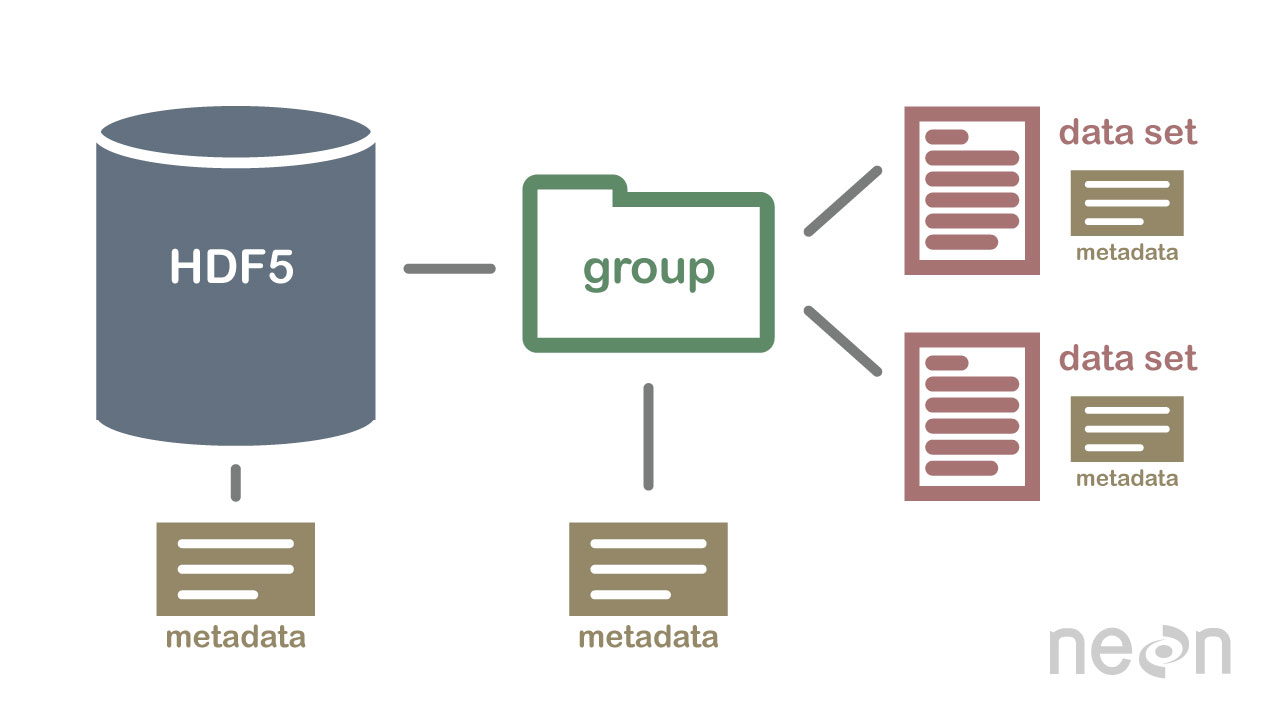 HDF5
metadata
group
metadata
data set
metadata
data set
metadata
neon